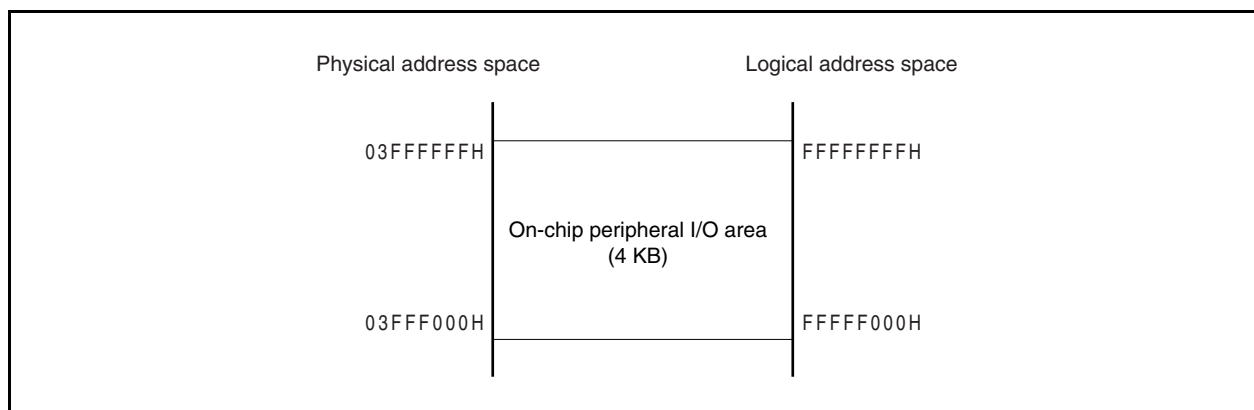 Physical address space
Logical address space
03FFFFFFH
FFFFFFFFH
On-chip peripheral I/O area
(4 KB)
03FFF000H
FFFFF000H